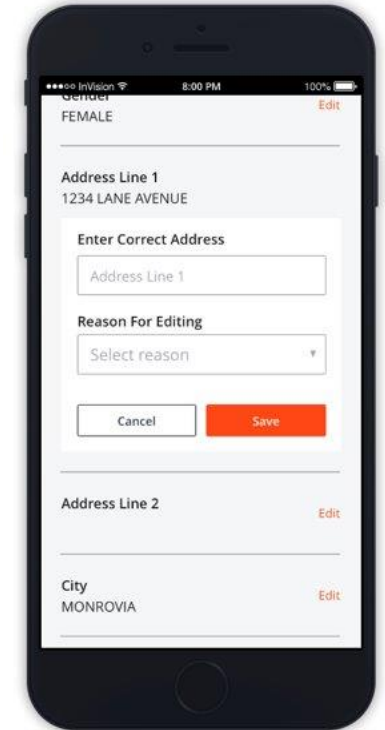 InVision 8:00 PM 100%
Gender
Edit
FEMALE
Address Line 1
1234 LANE AVENUE
Enter Correct Address
Address Line 1
Reason For Editing
Select reason
Cancel Save
Address Line 2
Edit
City
Edit
MONROVIA